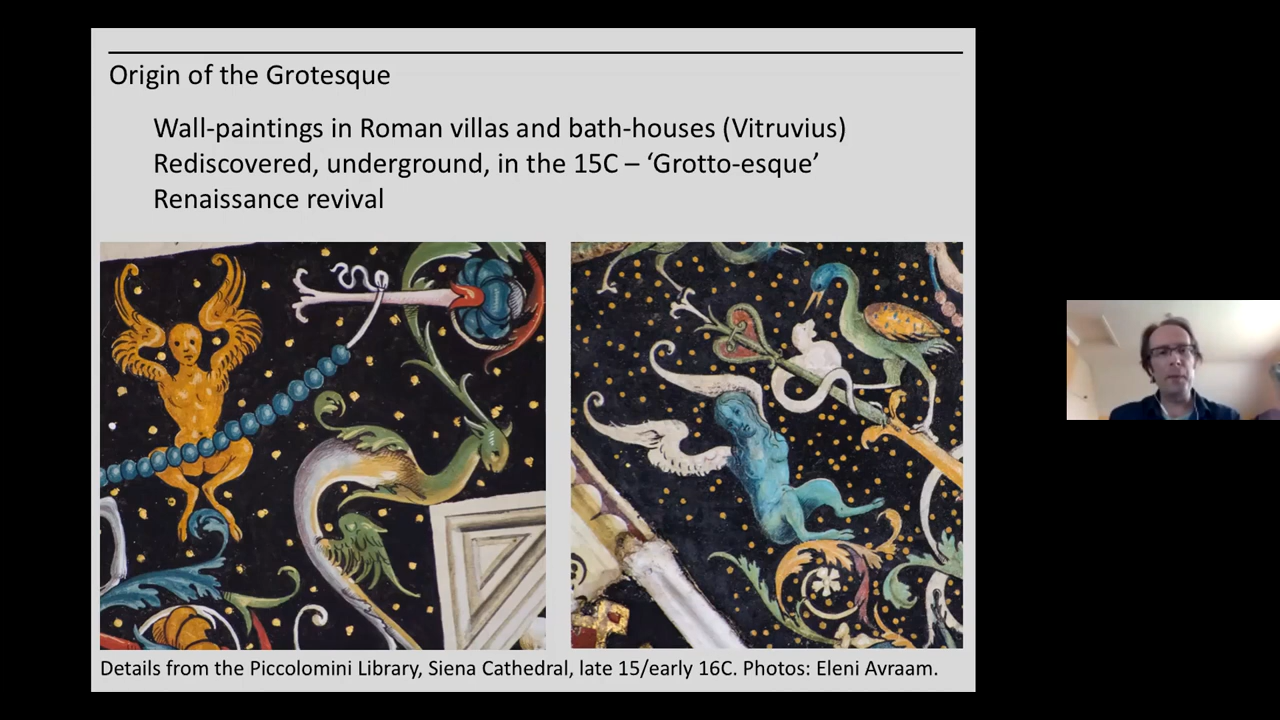 Origin of the Grotesque
Wall-paintings in Roman villas and bath-houses (Vitruvius)
Rediscovered, underground, in the 15C – ‘Grotto-esque’
Renaissance revival
Details from the Piccolomini Library, Siena Cathedral, late 15/early 16C. Photos: Eleni Avraam.